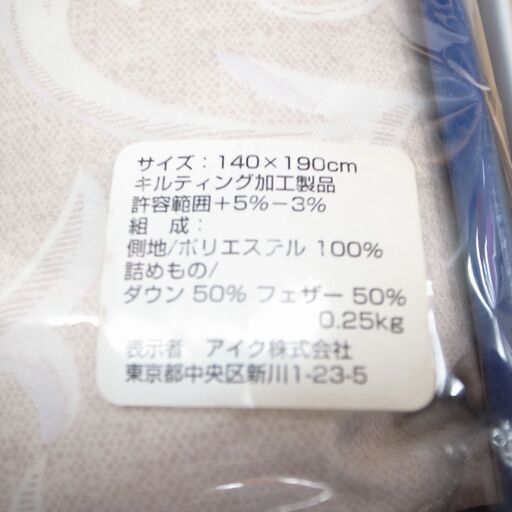 サイズ：140×190cm
キルティング加工製品
許容範囲＋5%－3%
組　成：
側地/ポリエステル 100%
詰めもの/
ダウン 50% フェザー 50%
0.25kg
表示者　アイク株式会社
東京都中央区新川1-23-5